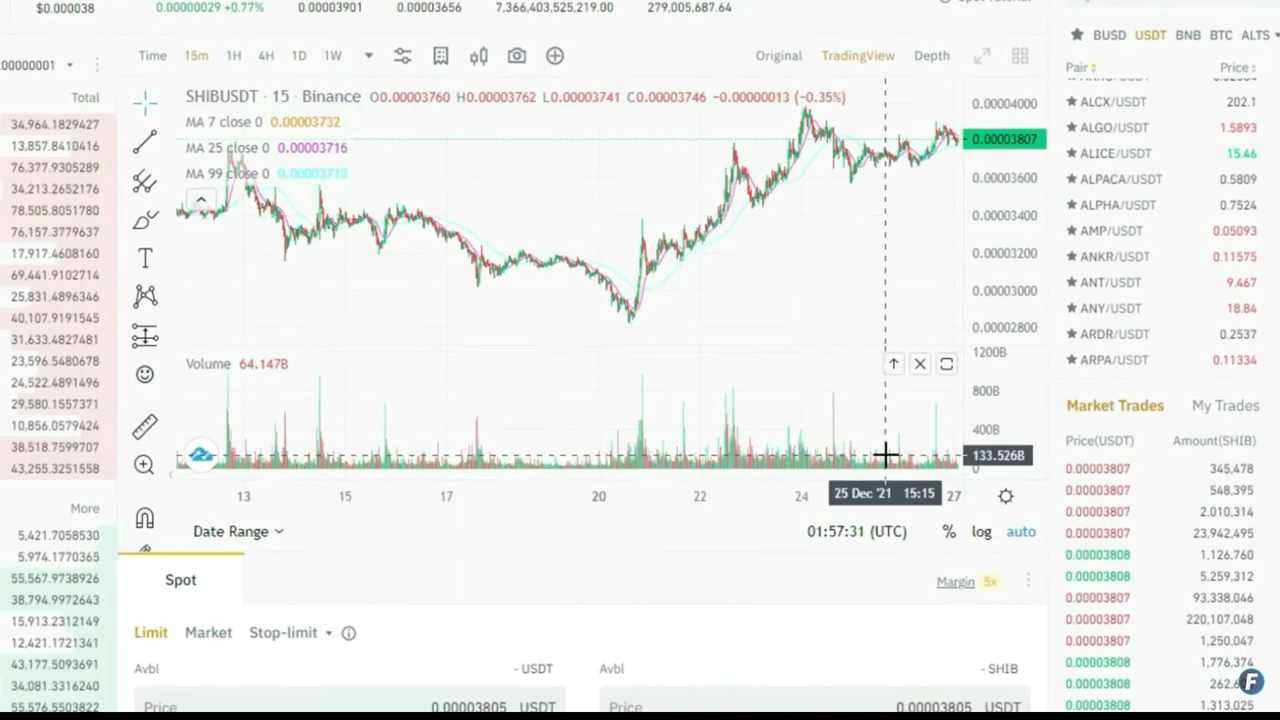 $0.000038
0.00000029 +0.77%
0.00003901
0.00003656
7,366,403,525,219.00
279,005,687.64
.00000001
Total
34,964.1829427
13,857.8410416
76,377.9305289
34,213.2652176
78,505.8051780
76,157.3779637
17,917.4608160
69,441.9102714
25,831.4896346
40,107.9191545
31,633.4827481
23,596.5480678
24,522.4891496
29,580.1557371
10,856.0579424
38,518.7599707
43,255.3251558
More
5,421.7058530
5,974.1770365
55,567.9738926
38,794.9972643
15,913.2312149
12,421.1721341
43,177.5093691
34,081.3316240
55,576.5503822
Time 15m 1H 4H 1D 1W
Original TradingView Depth
SHIBUSDT · 15 · Binance O0.00003760 H0.00003762 L0.00003741 C0.00003746 −0.00000013 (−0.35%)
MA 7 close 0 0.00003732
MA 25 close 0 0.00003716
MA 99 close 0
0.00004000
0.00003807
0.00003600
0.00003400
0.00003200
0.00003000
0.00002800
Volume 64.147B
1200B
800B
400B
133.526B
0
13 15 17 20 22 24 25 Dec '21 15:15 27
Date Range 01:57:31 (UTC) % log auto
Spot
Margin 5x
Limit Market Stop-limit
Avbl - USDT
Avbl - SHIB
Price 0.00003805 USDT
Price 0.00003805 USDT
BUSD USDT BNB BTC ALTS
Pair Price
ALCX/USDT 202.1
ALGO/USDT 1.5893
ALICE/USDT 15.46
ALPACA/USDT 0.5809
ALPHA/USDT 0.7524
AMP/USDT 0.05093
ANKR/USDT 0.11575
ANT/USDT 9.467
ANY/USDT 18.84
ARDR/USDT 0.2537
ARPA/USDT 0.11334
Market Trades My Trades
Price(USDT) Amount(SHIB)
0.00003807 345,478
0.00003807 548,395
0.00003807 2,010,314
0.00003807 23,942,495
0.00003808 1,126,760
0.00003808 5,259,312
0.00003807 93,338,046
0.00003807 220,107,048
0.00003807 1,250,047
0.00003808 1,776,374
0.00003808
0.00003808 1,313,025
F